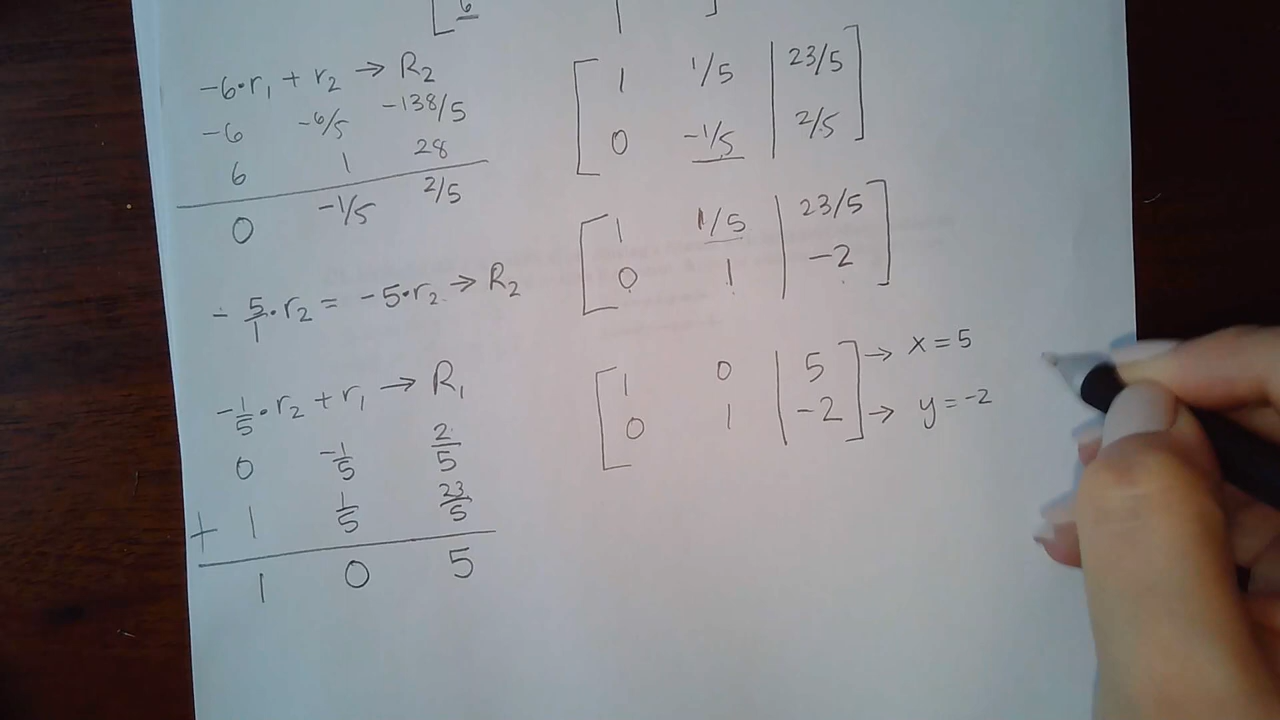 6
-6·r₁ + r₂ → R₂
-6 -6/5 -138/5
6 1 28
0 -1/5 2/5
[ 1 1/5 | 23/5 ]
[ 0 -1/5 | 2/5 ]
- 5/1 · r₂ = -5·r₂ → R₂
[ 1 1/5 | 23/5 ]
[ 0 1 | -2 ]
-1/5 · r₂ + r₁ → R₁
0 -1/5 2/5
+ 1 1/5 23/5
1 0 5
[ 1 0 | 5 ] → x = 5
[ 0 1 | -2 ] → y = -2